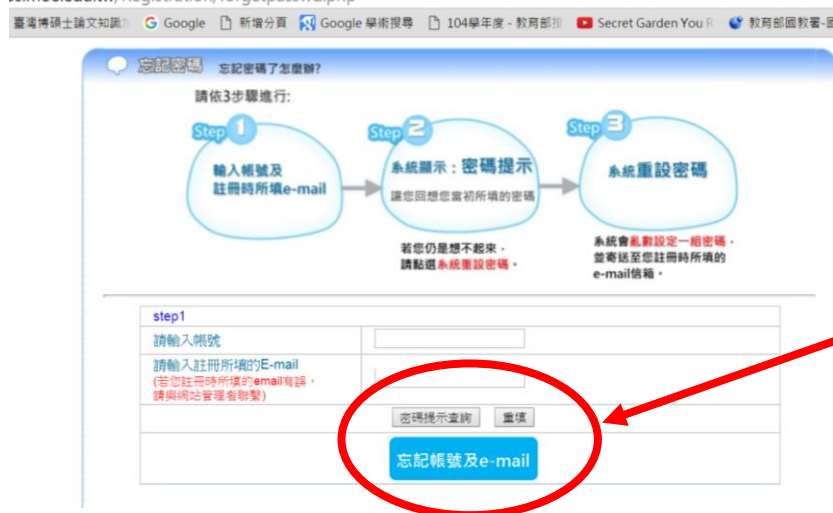 臺灣博碩士論文知識
Google
新增分頁
Google 學術搜尋
104學年度 - 教育部
Secret Garden You
教育部國教署-
忘記密碼 忘記密碼了怎麼辦?
請依3步驟進行:
Step 1
輸入帳號及
註冊時所填e-mail
Step 2
系統顯示:密碼提示
讓您回想您當初所填的密碼
若您仍是想不起來,
請點選系統重設密碼。
Step 3
系統重設密碼
系統會亂數設定一組密碼,
並寄送至您註冊時所填的
e-mail信箱。
step1
請輸入帳號
請輸入註冊所填的E-mail
(若您註冊時所填的email有誤,
請與網站管理者聯繫)
密碼提示查詢 重填
忘記帳號及e-mail